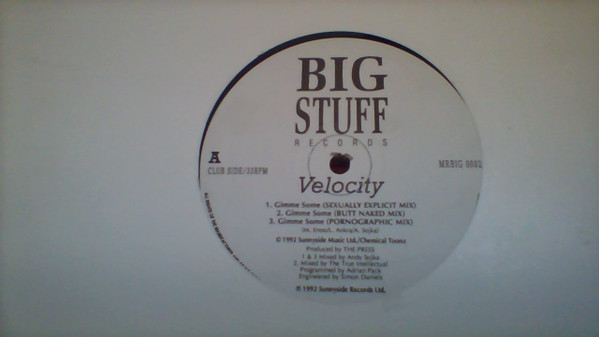 BIG
STUFF
RECORDS
A
CLUB SIDE/33RPM
MRBIG 0002
Velocity
1. Gimme Some (SEXUALLY EXPLICIT MIX)
2. Gimme Some (BUTT NAKED MIX)
3. Gimme Some (PORNOGRAPHIC MIX)
© 1992 Sunnyside Music Ltd./Chemical Toonz
Produced by THE PRESS
1 & 3 Mixed by Andy Sojka
2. Mixed by The True Intellectual
Programmed by Adrian Pack
Engineered by Simon Daniels
℗ 1992 Sunnyside Records Ltd.